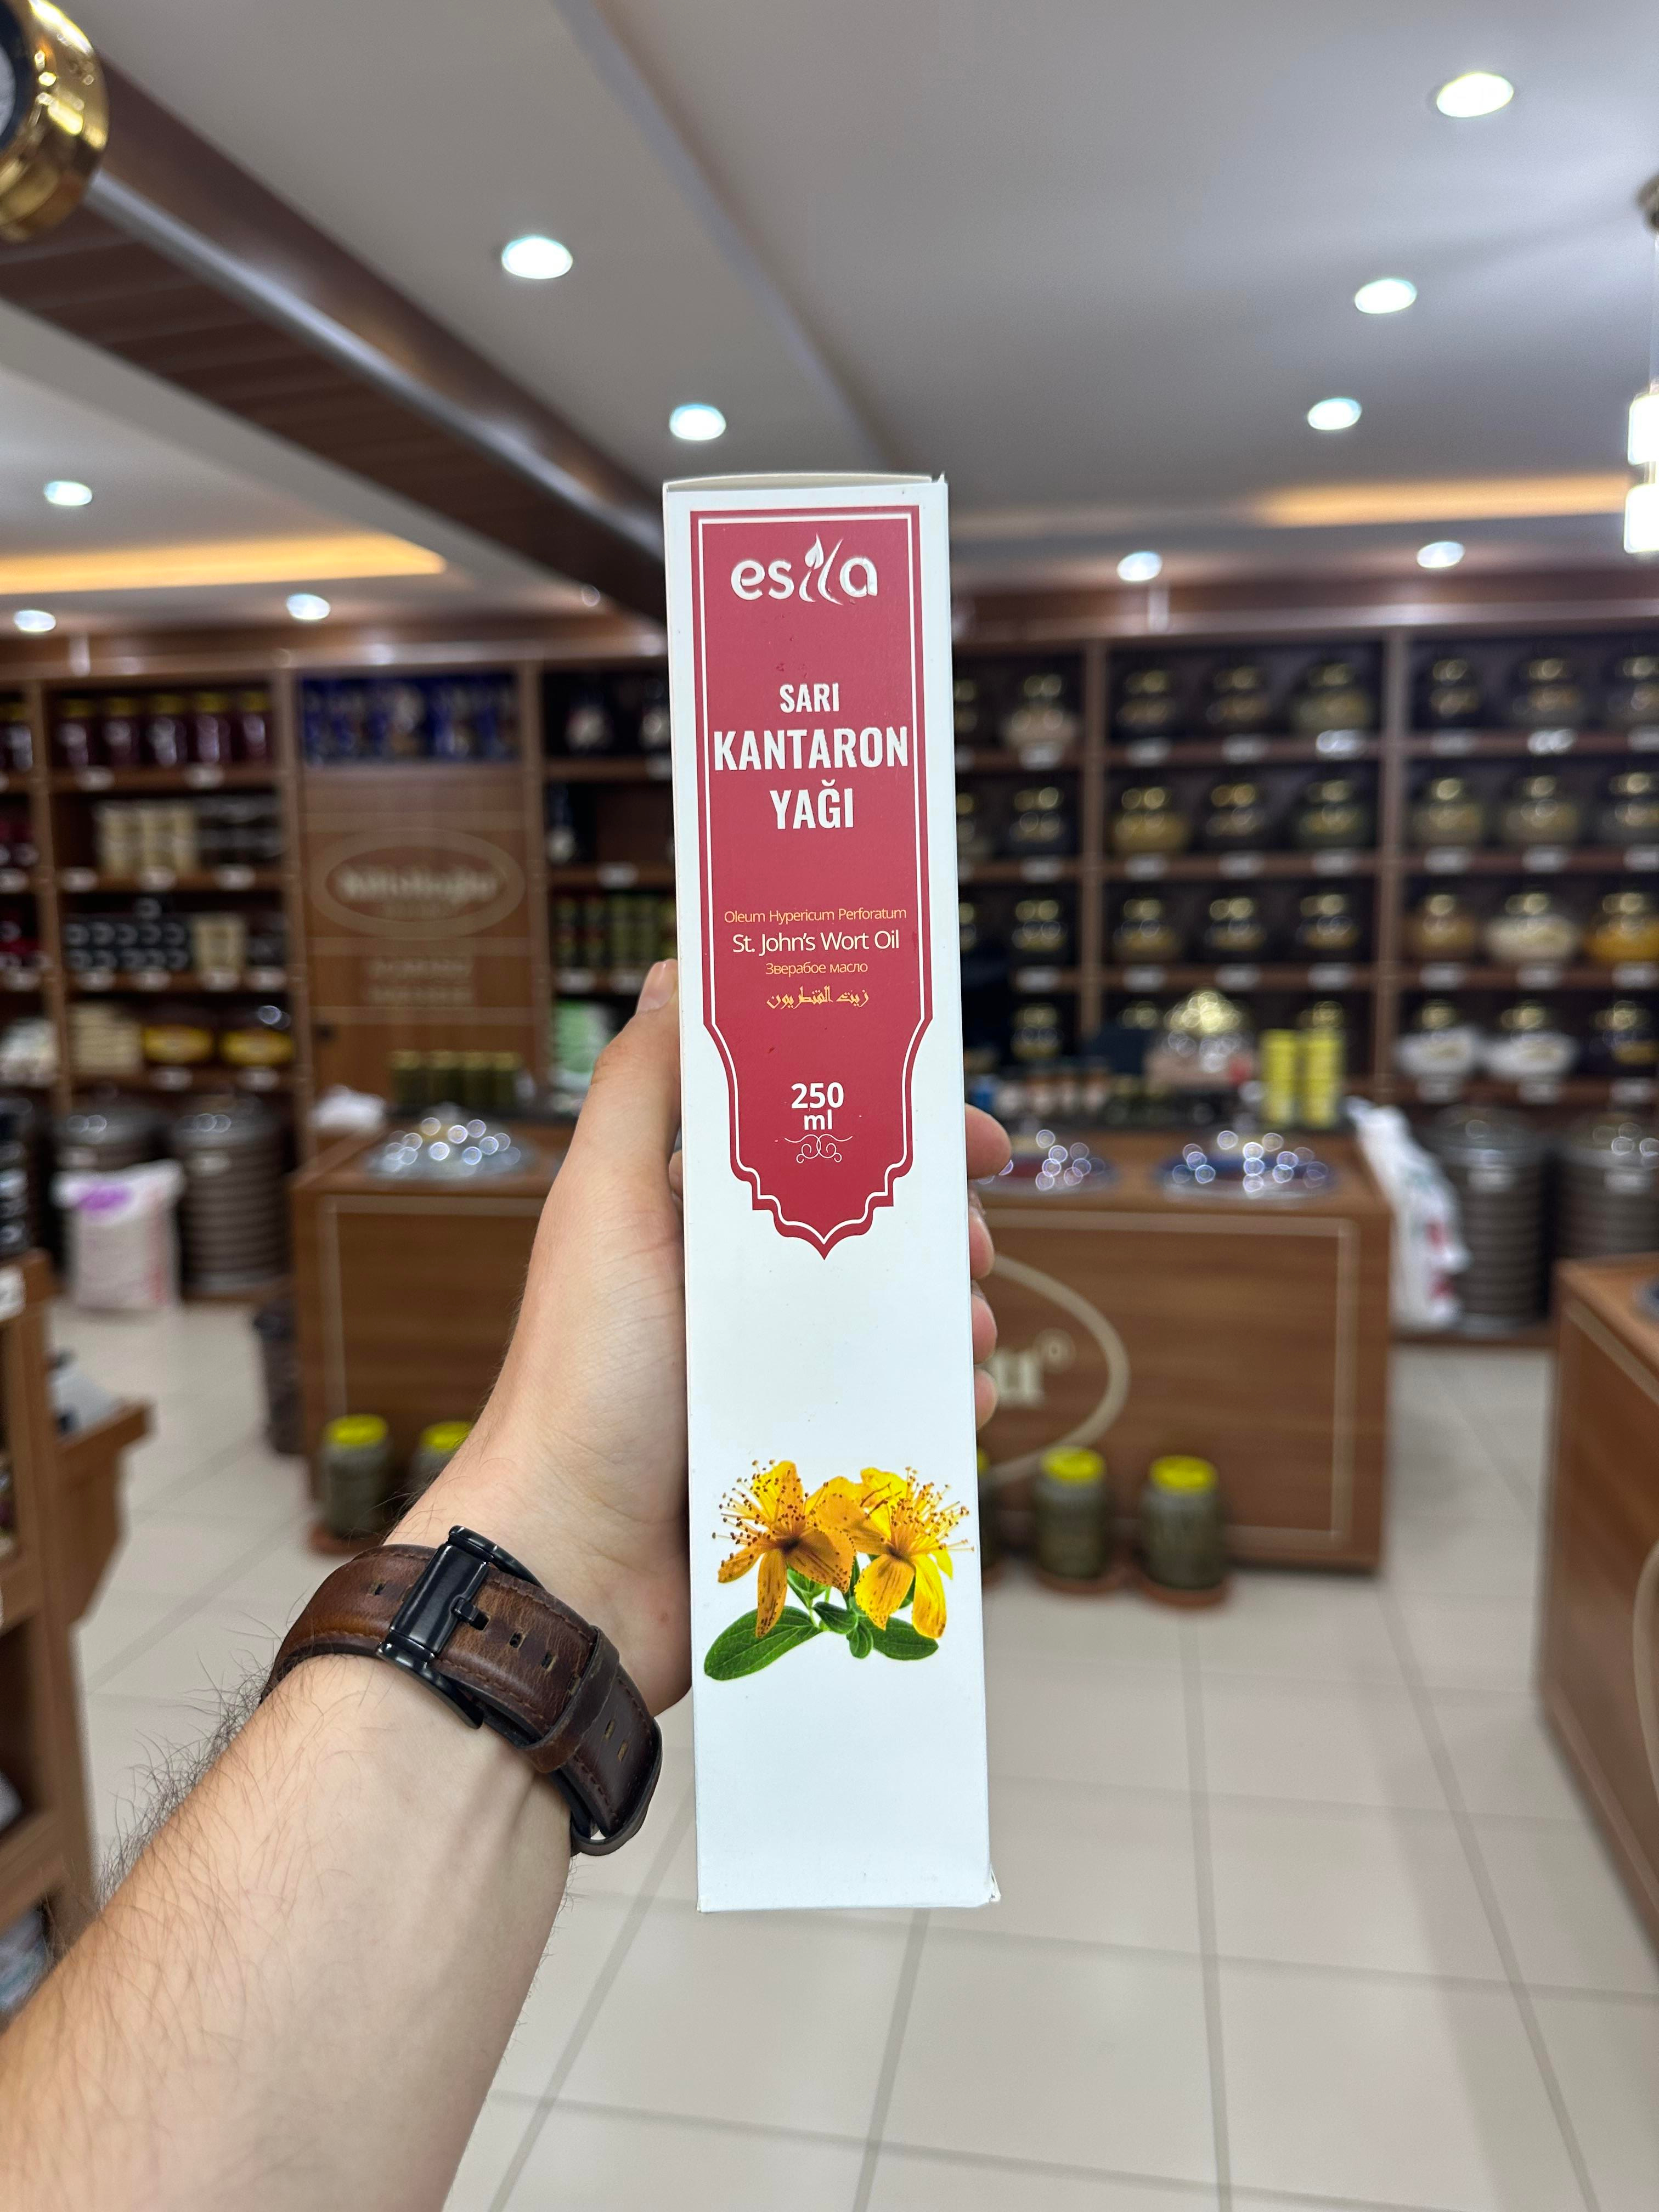 esila
SARI
KANTARON
YAĞI
Oleum Hypericum Perforatum
St. John's Wort Oil
Зверабое масло
زيت القنطريون
250
ml